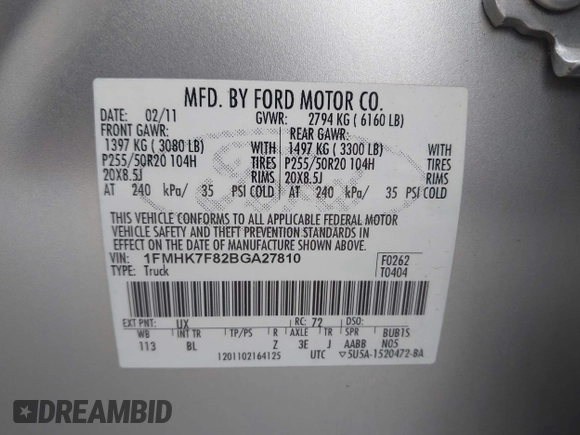 MFD. BY FORD MOTOR CO.
DATE: 02/11 GVWR: 2794 KG ( 6160 LB)
FRONT GAWR: REAR GAWR:
1397 KG ( 3080 LB) WITH 1497 KG ( 3300 LB) WITH
P255/50R20 104H TIRES P255/50R20 104H TIRES
20X8.5J RIMS 20X8.5J RIMS
AT 240 kPa/ 35 PSI COLD AT 240 kPa/ 35 PSI COLD
THIS VEHICLE CONFORMS TO ALL APPLICABLE FEDERAL MOTOR
VEHICLE SAFETY AND THEFT PREVENTION STANDARDS IN
EFFECT ON THE DATE OF MANUFACTURE SHOWN ABOVE.
VIN: 1FMHK7F82BGA27810 F0262
TYPE: Truck T0404
EXT PNT: UX RC: 72 DSO:
WB INT TR TP/PS R AXLE TR SPR BUB1S
113 BL Z 3E J AABB N05
1201102164125 UTC 5U5A-1520472-BA
DREAMBID